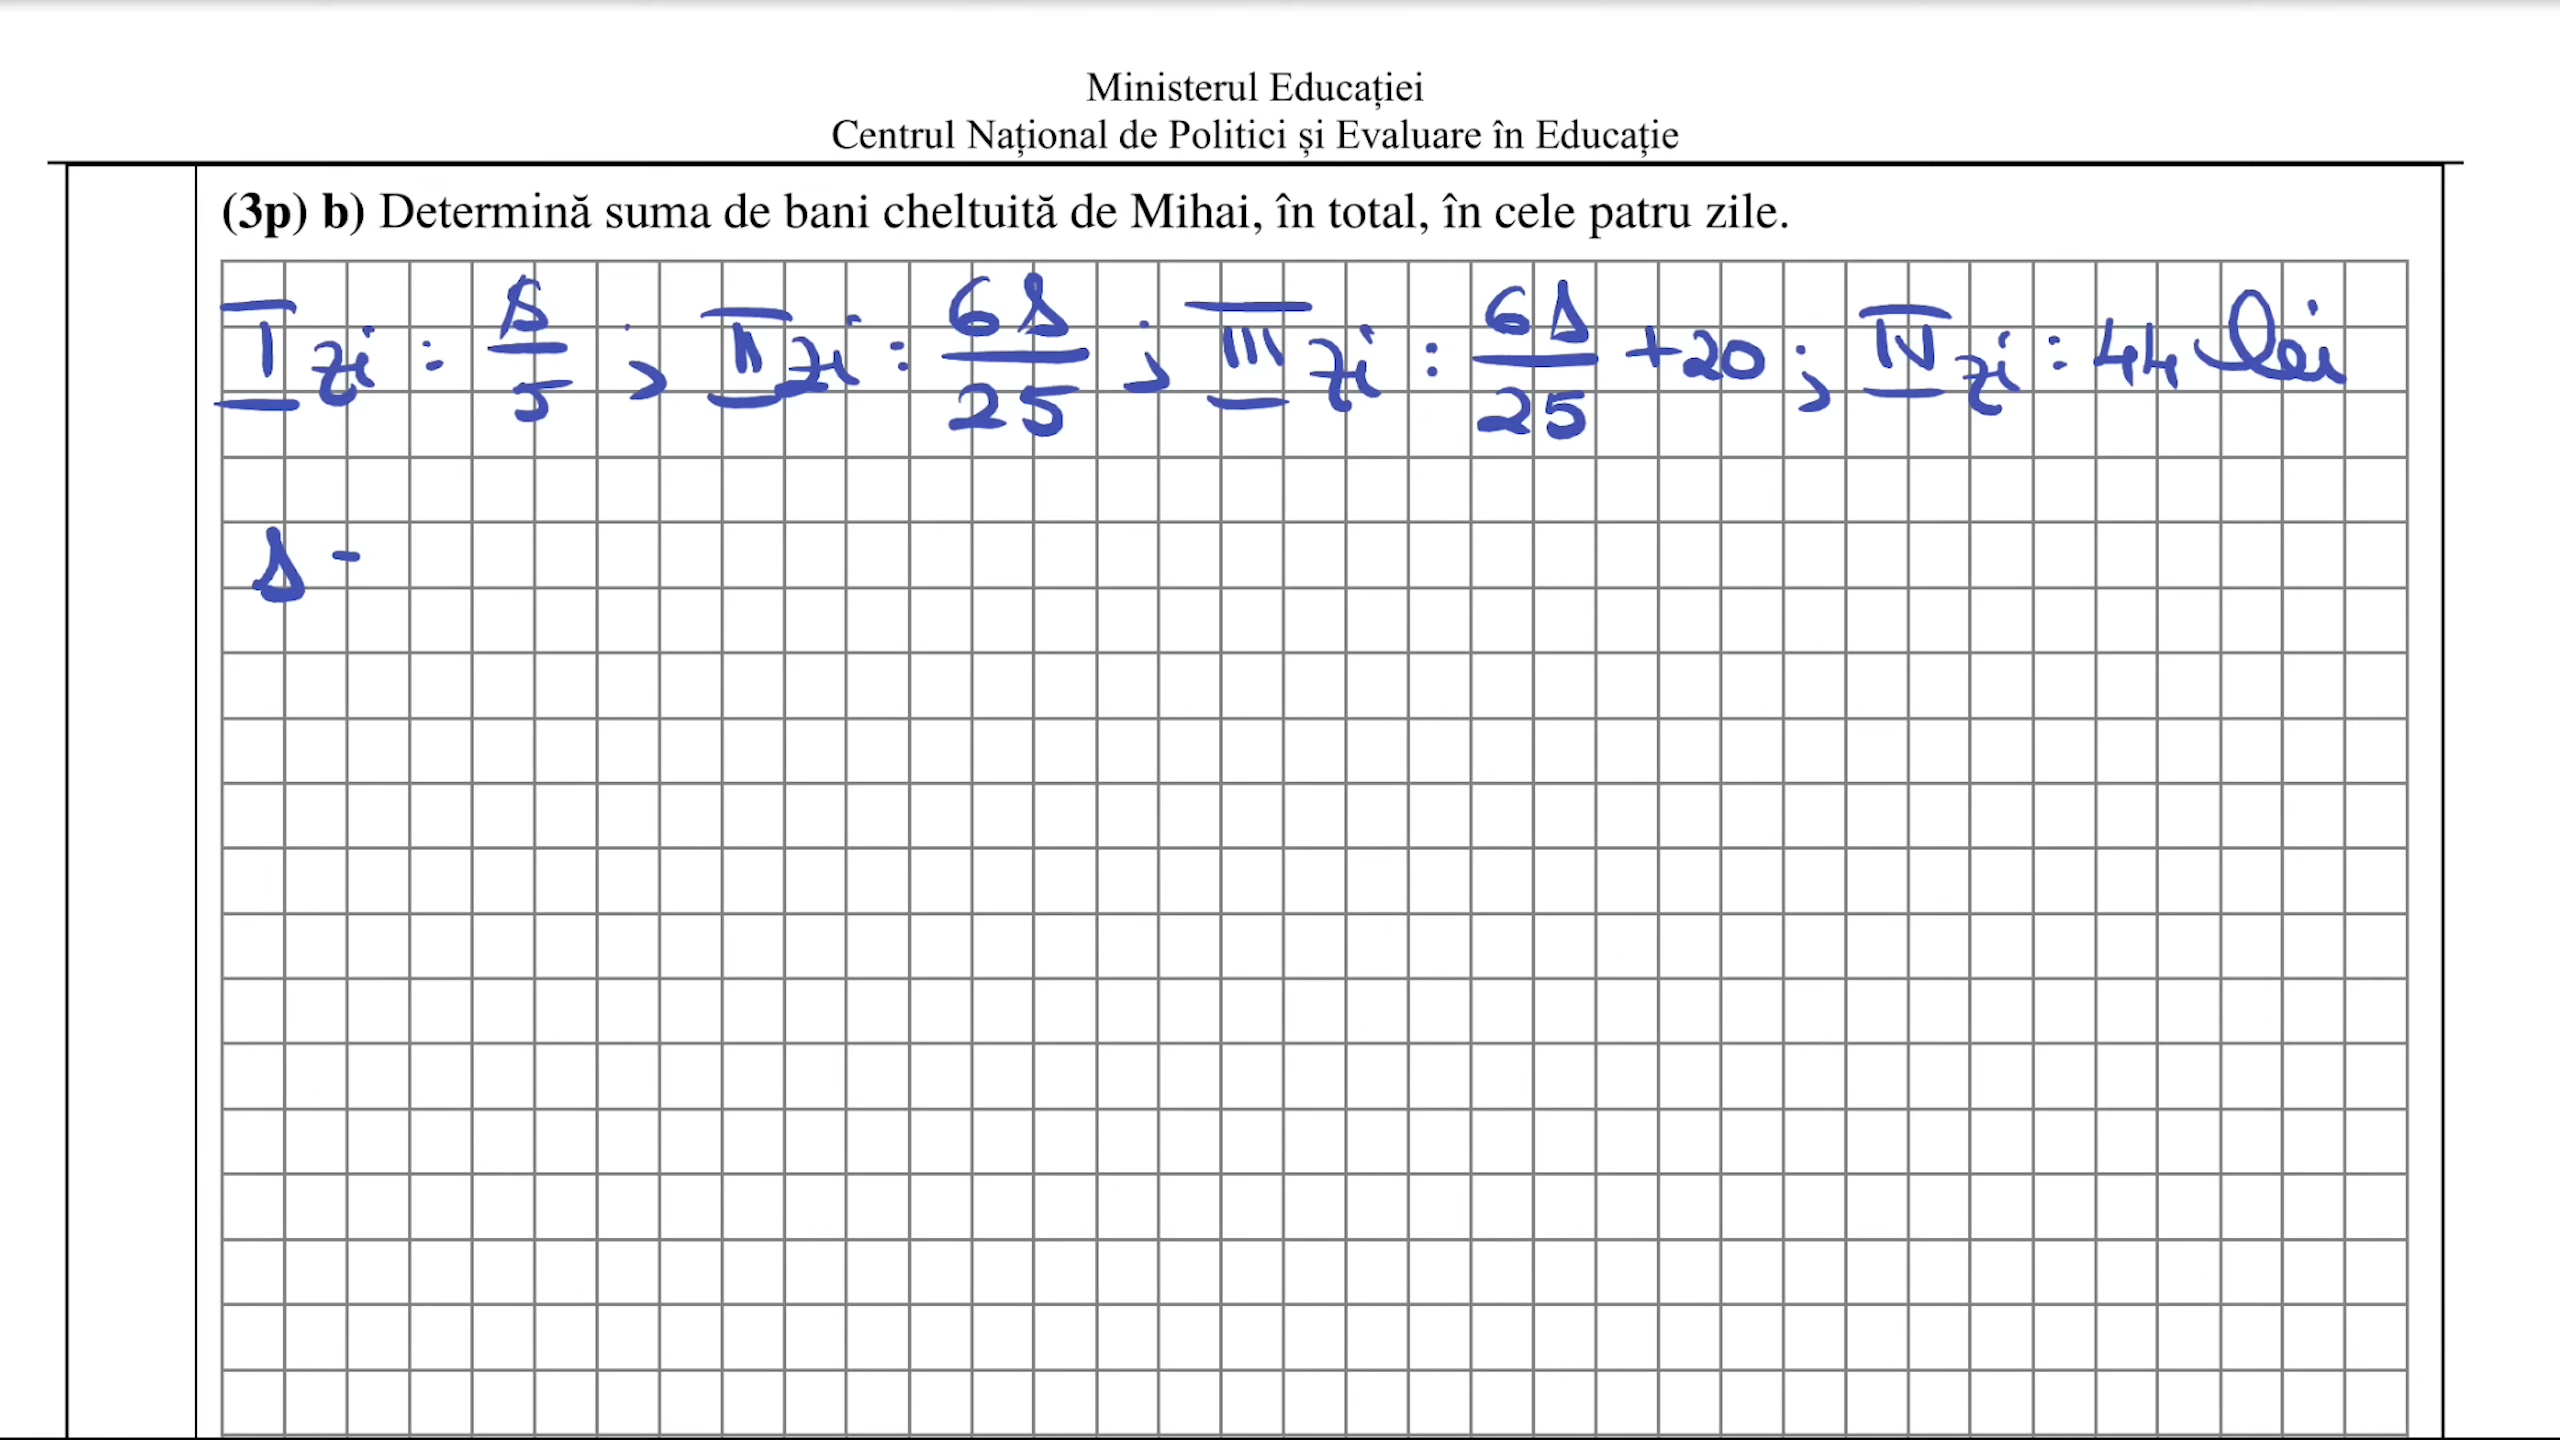 Ministerul Educației
Centrul Național de Politici și Evaluare în Educație
(3p) b) Determină suma de bani cheltuită de Mihai, în total, în cele patru zile.
I zi : s/5 ; II zi : 6s/25 ; III zi : 6s/25 +20 ; IV zi : 44 lei
s -